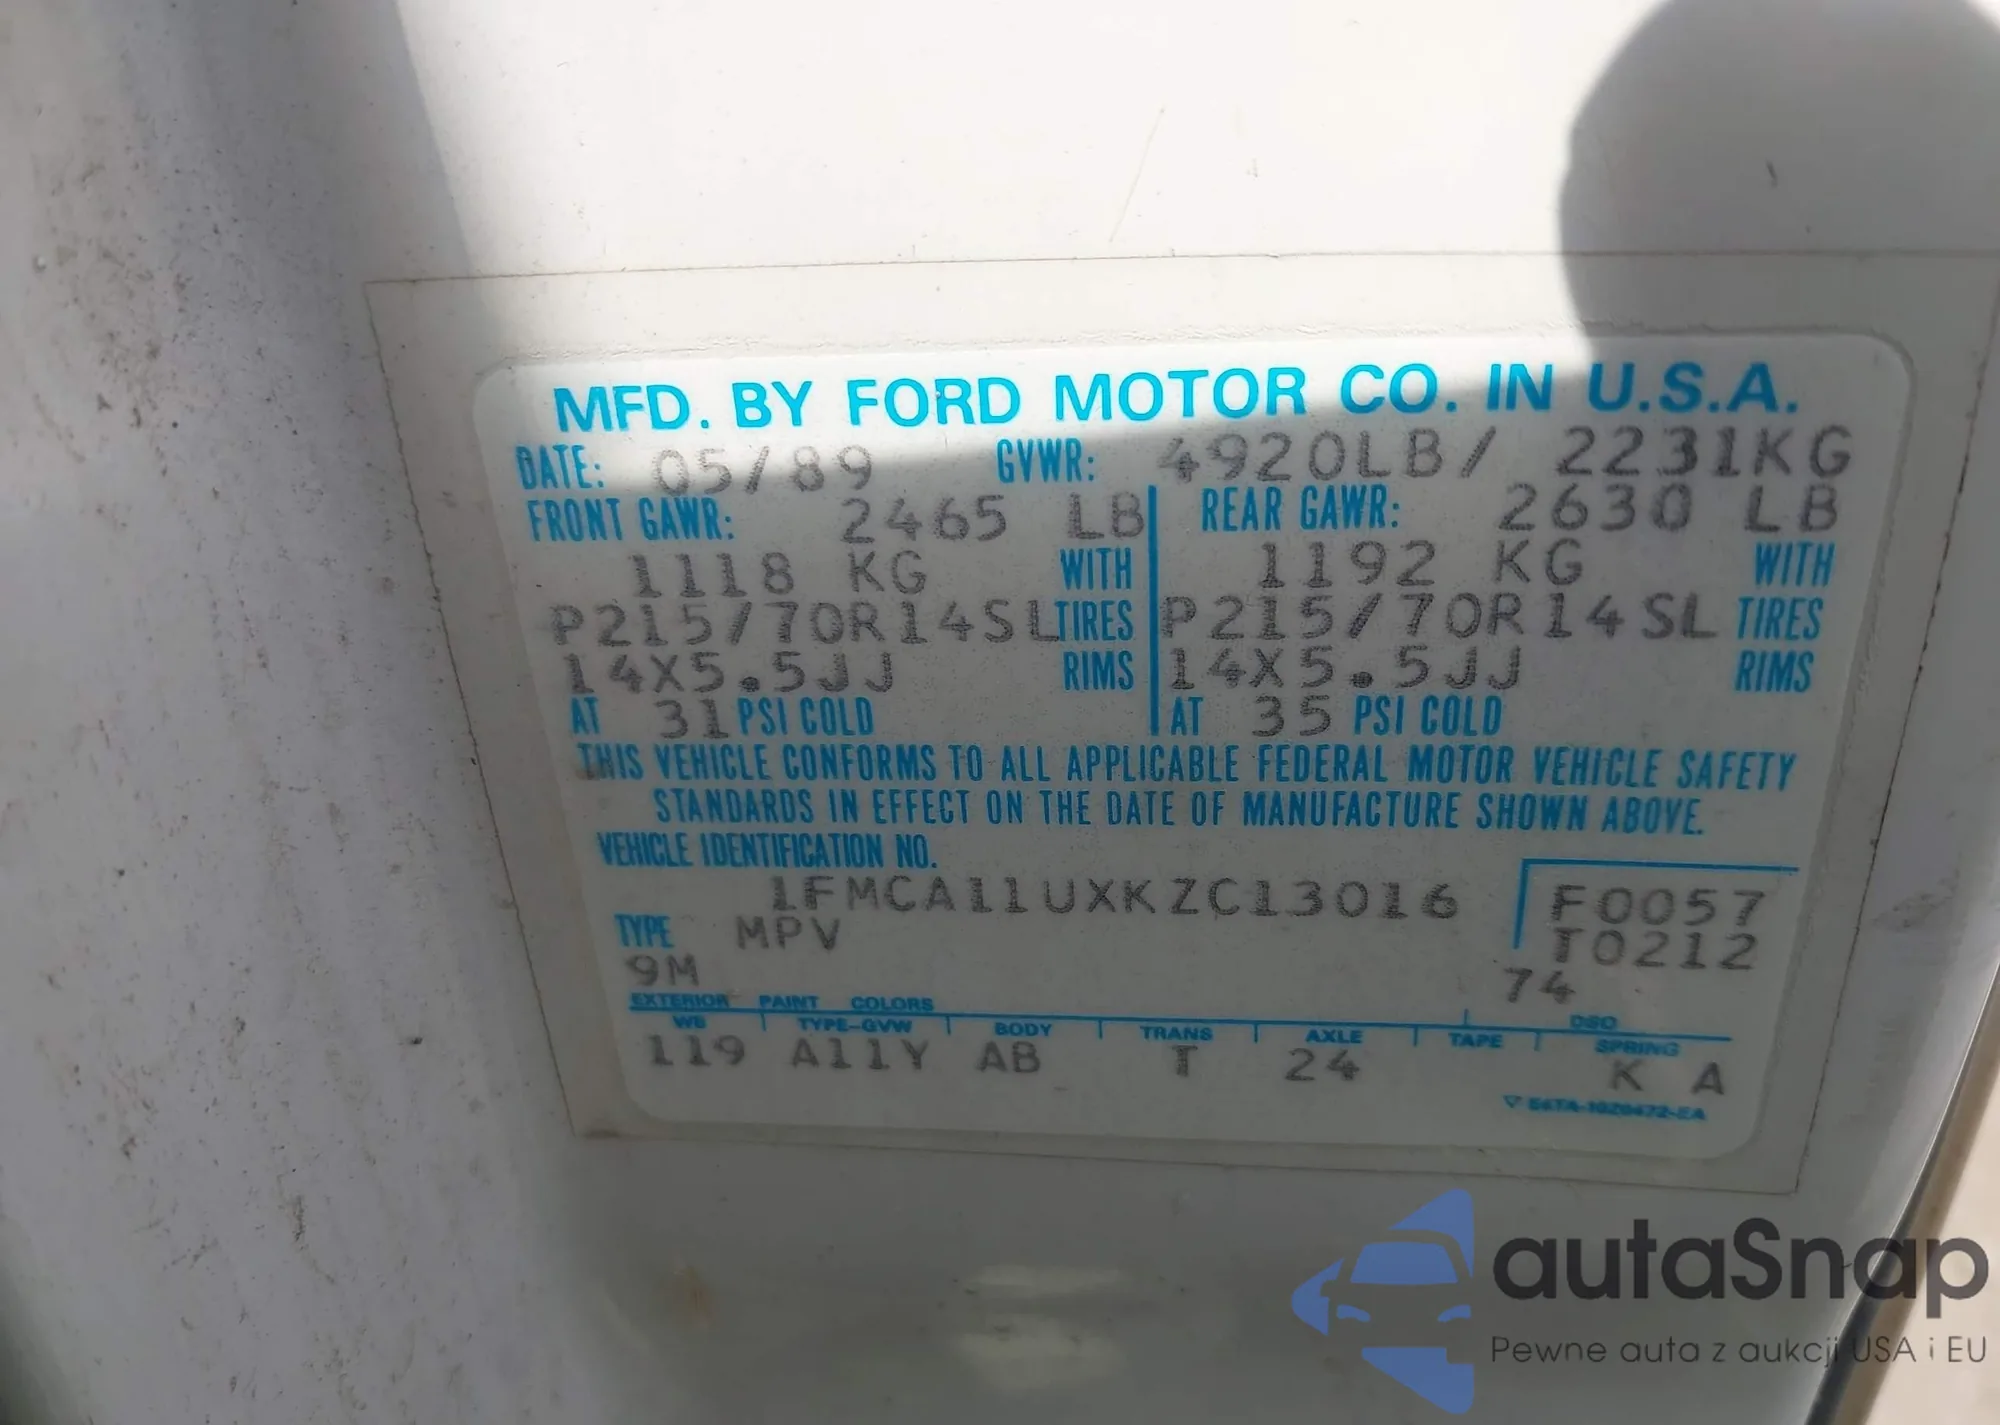 MFD. BY FORD MOTOR CO. IN U.S.A.
DATE: 05/89 GVWR: 4920LB/ 2231KG
FRONT GAWR: 2465 LB REAR GAWR: 2630 LB
1118 KG WITH 1192 KG WITH
P215/70R14SL TIRES P215/70R14SL TIRES
14X5.5JJ RIMS 14X5.5JJ RIMS
AT 31 PSI COLD AT 35 PSI COLD
THIS VEHICLE CONFORMS TO ALL APPLICABLE FEDERAL MOTOR VEHICLE SAFETY
STANDARDS IN EFFECT ON THE DATE OF MANUFACTURE SHOWN ABOVE.
VEHICLE IDENTIFICATION NO.
1FMCA11UXKZC13016 F0057
TYPE MPV T0212
9M 74
EXTERIOR PAINT COLORS DSO
WB TYPE-GVW BODY TRANS AXLE TAPE SPRING
119 A11Y AB T 24 K A
autaSnap
Pewne auta z aukcji USA i EU